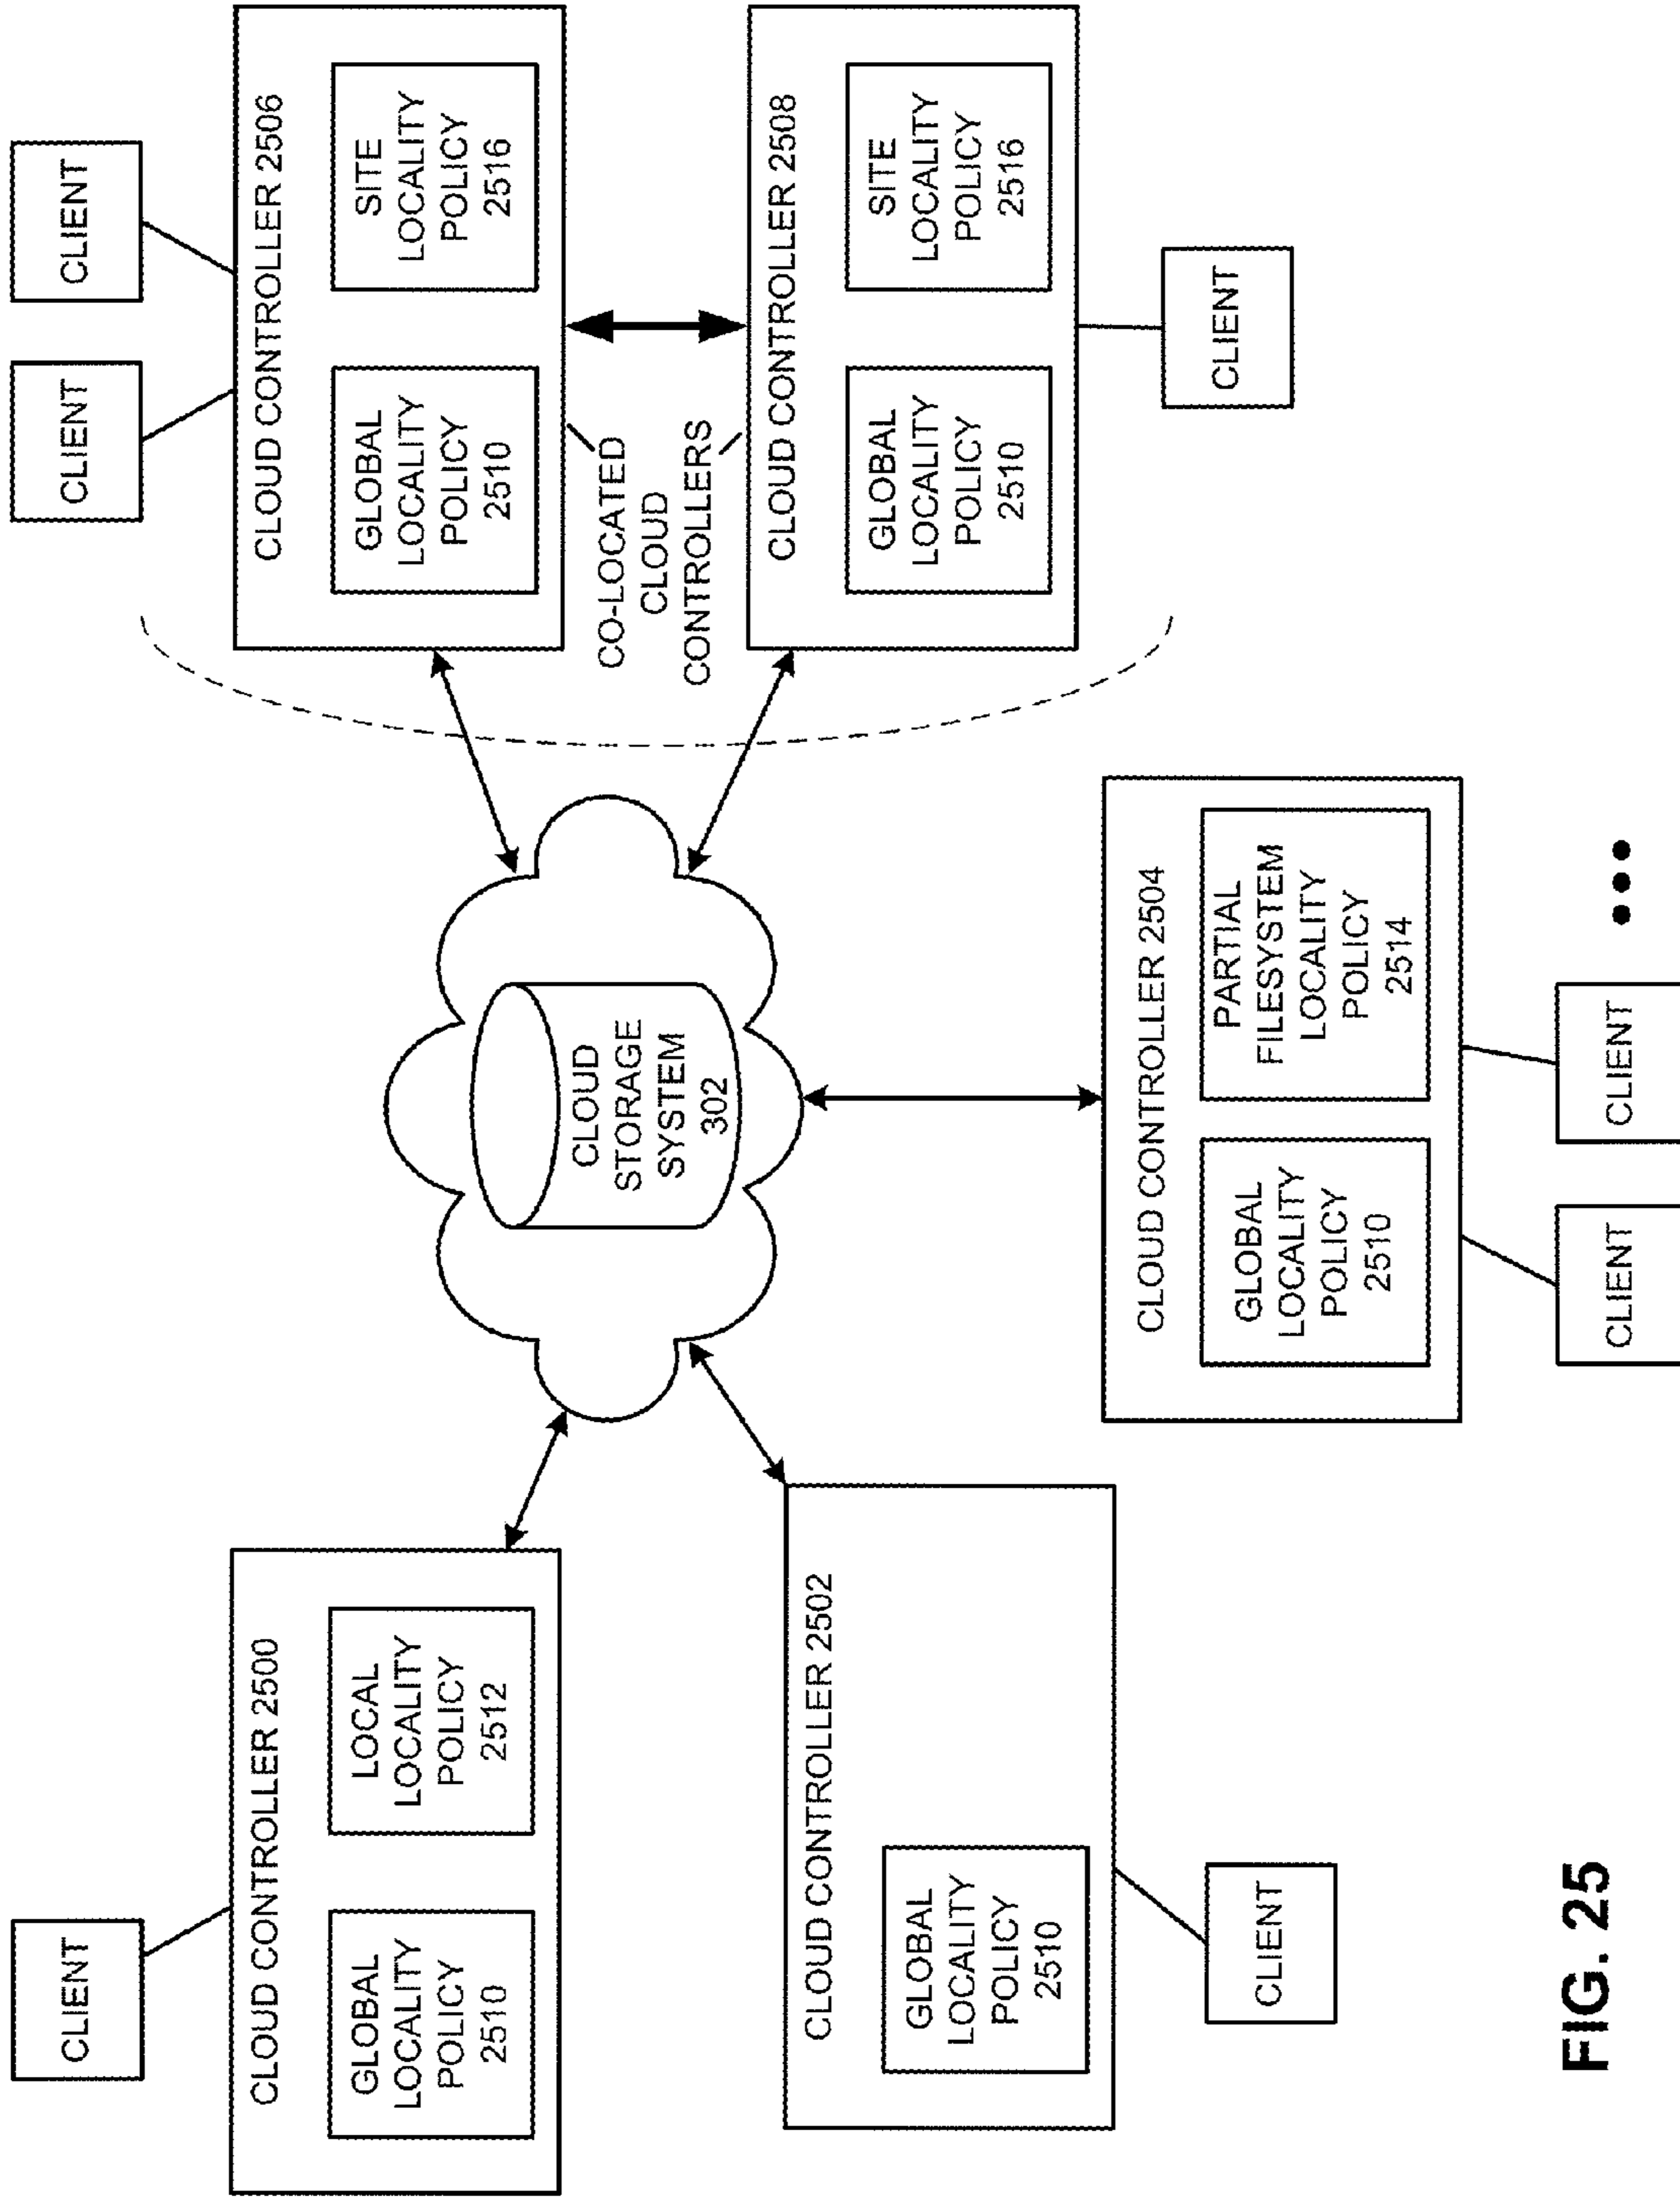 CLIENT
CLOUD CONTROLLER 2500
GLOBAL
LOCALITY
POLICY
2510
LOCAL
LOCALITY
POLICY
2512
CLOUD CONTROLLER 2502
GLOBAL
LOCALITY
POLICY
2510
CLIENT
CLOUD
STORAGE
SYSTEM
302
CLOUD CONTROLLER 2504
GLOBAL
LOCALITY
POLICY
2510
PARTIAL
FILESYSTEM
LOCALITY
POLICY
2514
CLIENT
CLIENT
CLIENT
CLIENT
CLOUD CONTROLLER 2506
GLOBAL
LOCALITY
POLICY
2510
SITE
LOCALITY
POLICY
2516
CO-LOCATED
CLOUD
CONTROLLERS
CLOUD CONTROLLER 2508
GLOBAL
LOCALITY
POLICY
2510
SITE
LOCALITY
POLICY
2516
CLIENT
FIG. 25